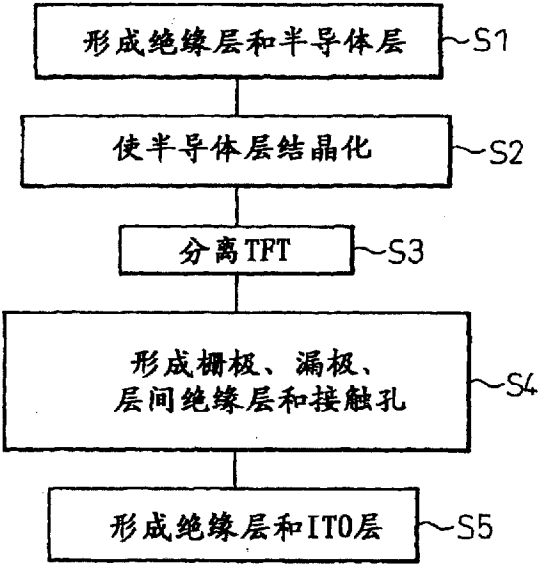 形成绝缘层和半导体层
S1
使半导体层结晶化
S2
分离TFT
S3
形成栅极、漏极、
层间绝缘层和接触孔
S4
形成绝缘层和ITO层
S5